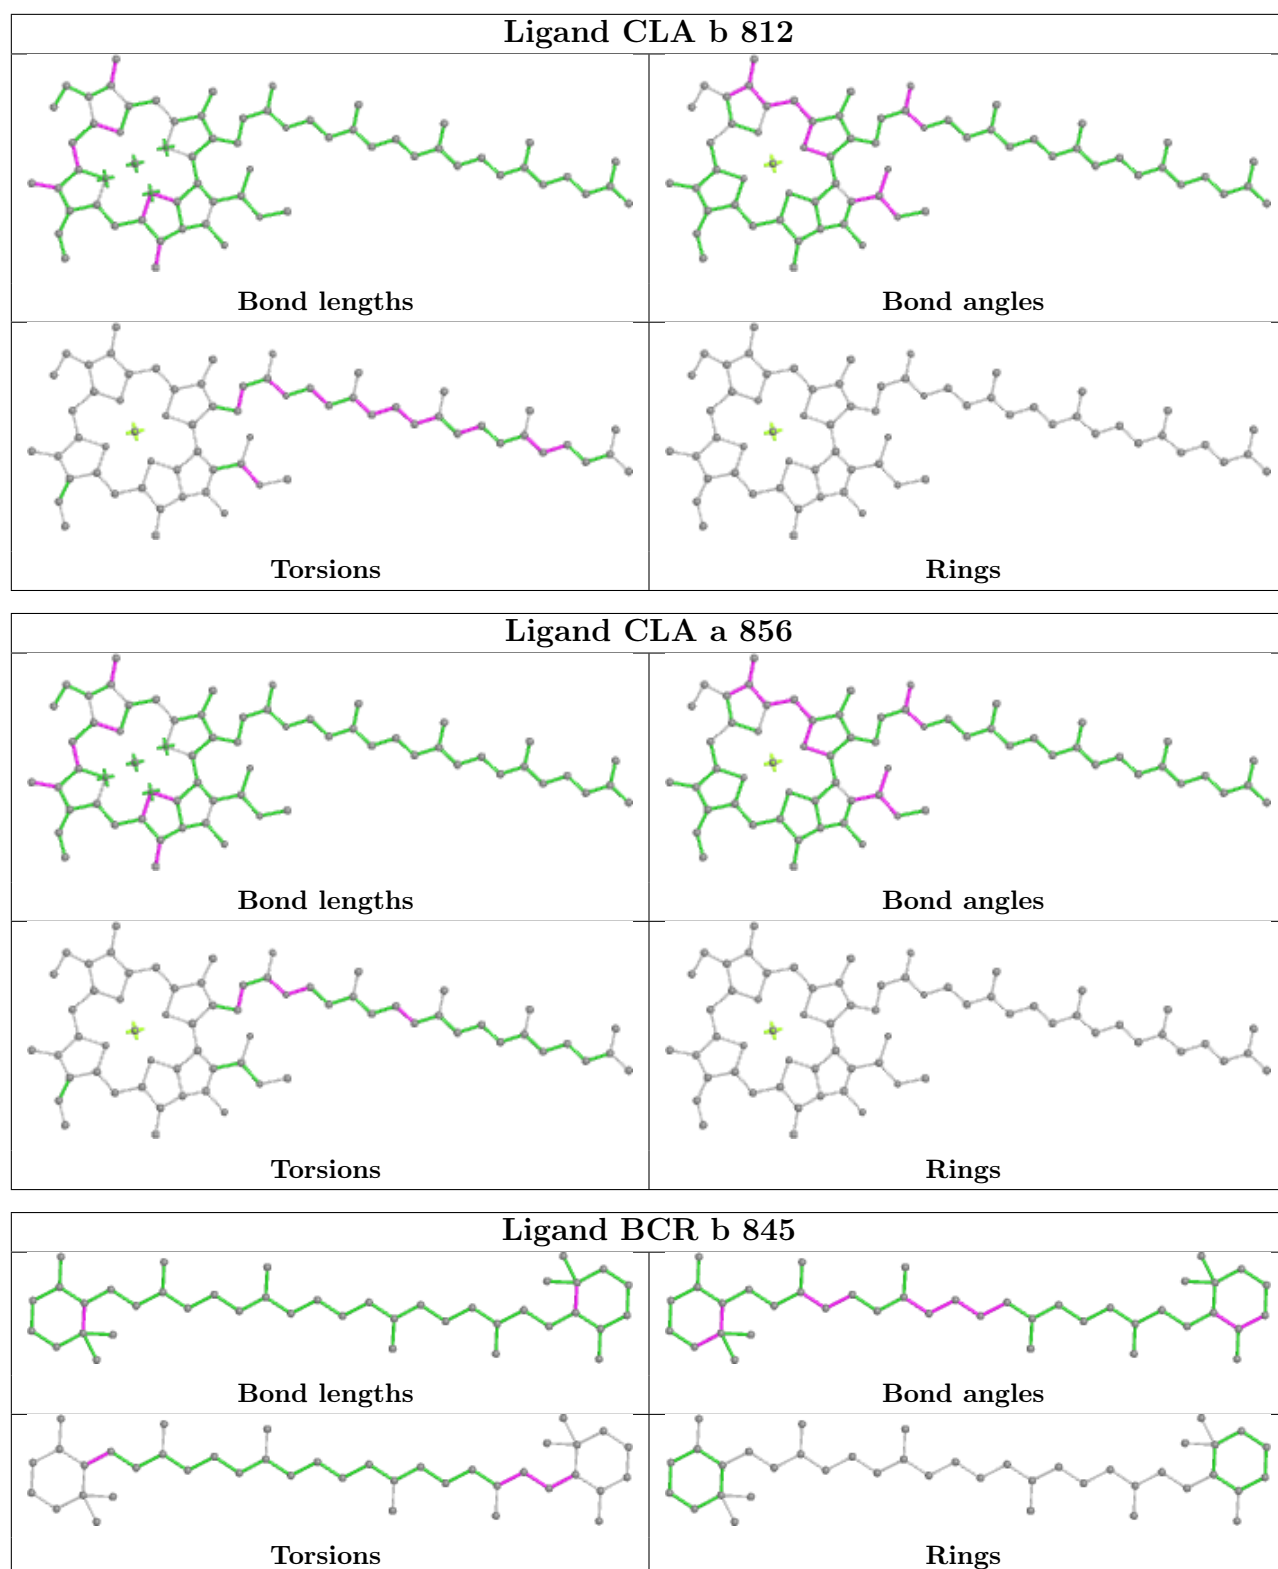 Ligand CLA b 812
Bond lengths
Bond angles
Torsions
Rings
Ligand CLA a 856
Bond lengths
Bond angles
Torsions
Rings
Ligand BCR b 845
Bond lengths
Bond angles
Torsions
Rings